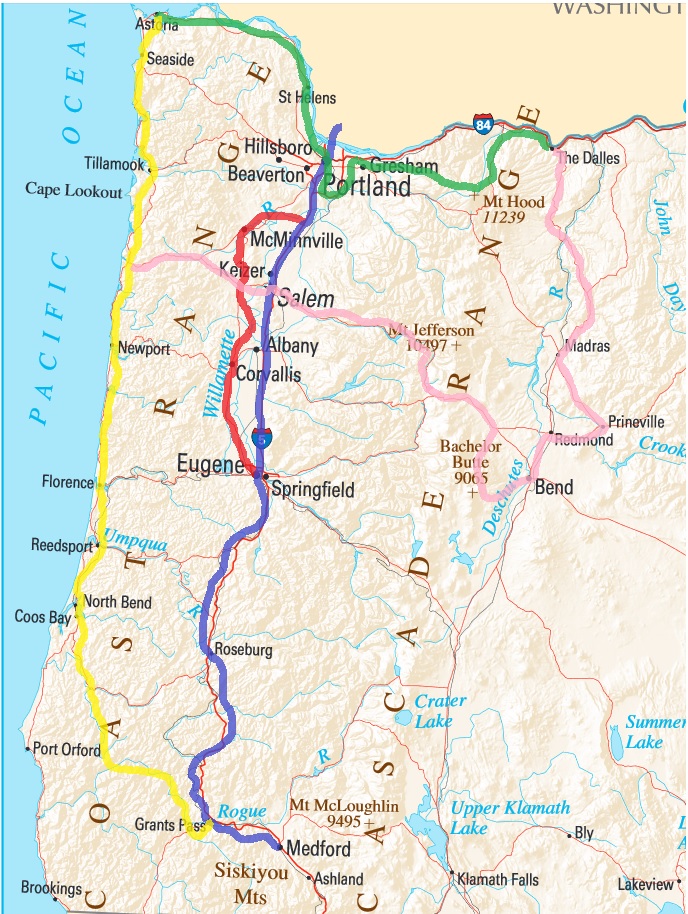 WASHINGT
PACIFIC OCEAN
Astoria
Seaside
St Helens
84
Hillsboro
Beaverton
Gresham
Portland
The Dalles
Tillamook
Cape Lookout
Mt Hood
11239
McMinnville
R
Keizer
Salem
John
Day
R
Mt Jefferson
10497 +
Newport
Albany
Corvallis
Willamette
Madras
Prineville
Redmond
Crook
5
Bachelor
Butte
9065
+
Eugene
Springfield
Bend
Deschutes
Florence
Reedsport
Umpqua
R
North Bend
Coos Bay
Roseburg
Crater
Lake
Summer
Lake
Port Orford
R
Rogue
Mt McLoughlin
9495 +
Upper Klamath
Lake
L
A
Grants Pass
Medford
Bly
Siskiyou
Mts
Ashland
Klamath Falls
Lakeview
Brookings
COAST RANGE
CASCADE RANGE